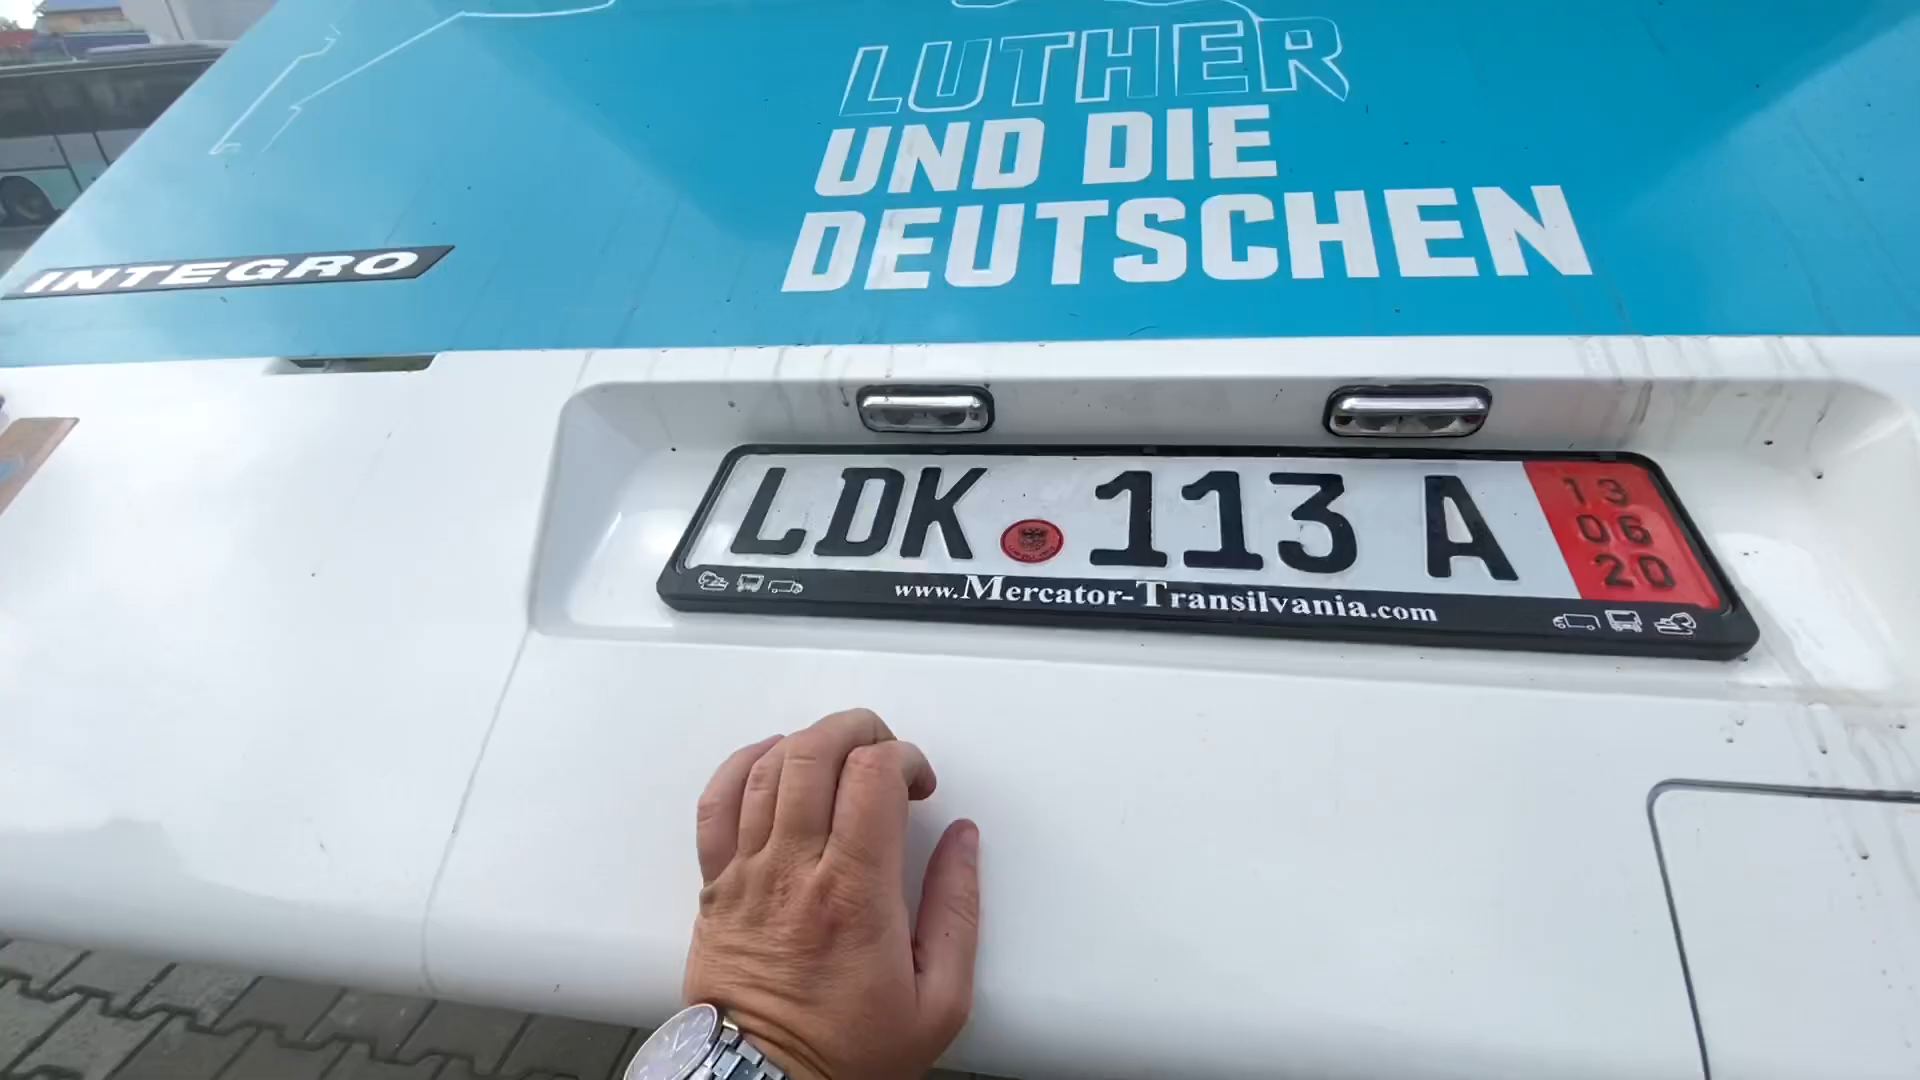 LUTHER
UND DIE
DEUTSCHEN
INTEGRO
LDK 113 A
13
06
20
www.Mercator-Transilvania.com